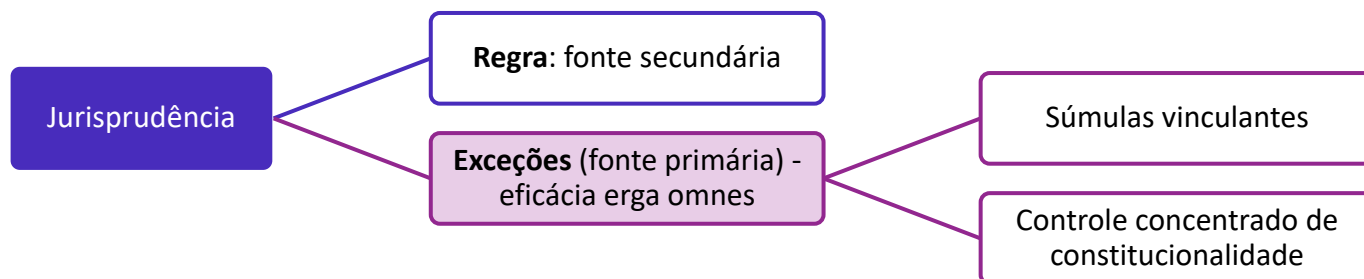 Jurisprudência
Regra: fonte secundária
Exceções (fonte primária) -
eficácia erga omnes
Súmulas vinculantes
Controle concentrado de
constitucionalidade